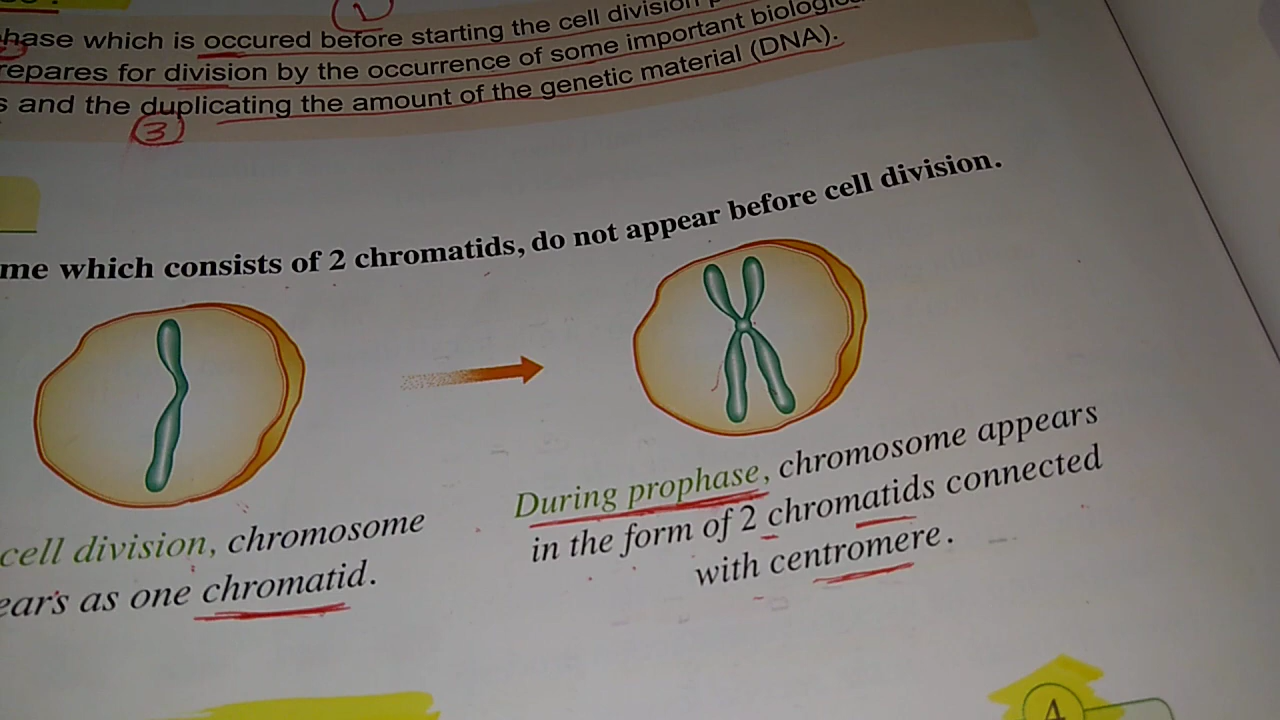 1
hase which is occured before starting the cell division
repares for division by the occurrence of some important
s and the duplicating the amount of the genetic material (DNA).
3
me which consists of 2 chromatids, do not appear before cell division.
cell division, chromosome
ears as one chromatid.
During prophase, chromosome appears
in the form of 2 chromatids connected
with centromere.
A